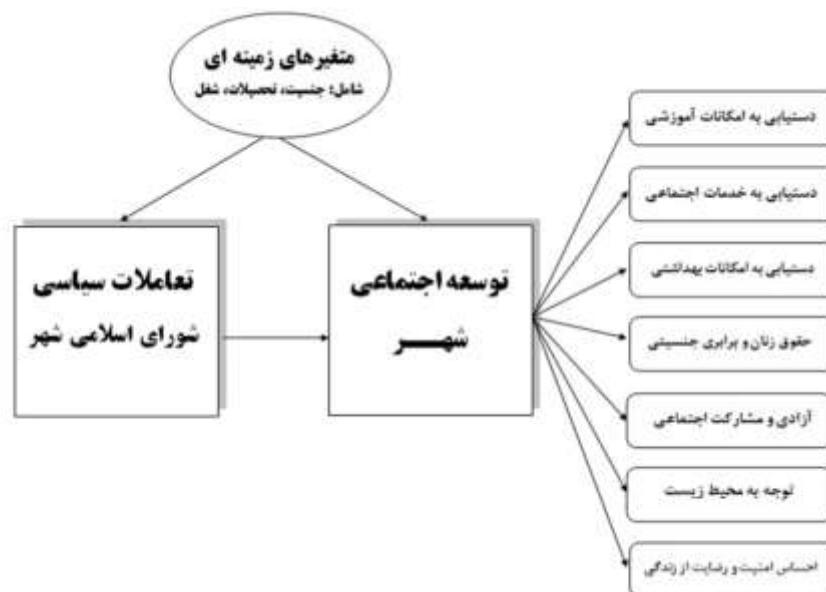 متغیرهای زمینه ای
شامل: جنسیت، تحصیلات، شغل
تعاملات سیاسی
شورای اسلامی شهر
توسعه اجتماعی
شهـــر
دستیابی به امکانات آموزشی
دستیابی به خدمات اجتماعی
دستیابی به امکانات بهداشتی
حقوق زنان و برابری جنسیتی
آزادی و مشارکت اجتماعی
توجه به محیط زیست
احساس امنیت و رضایت از زندگی